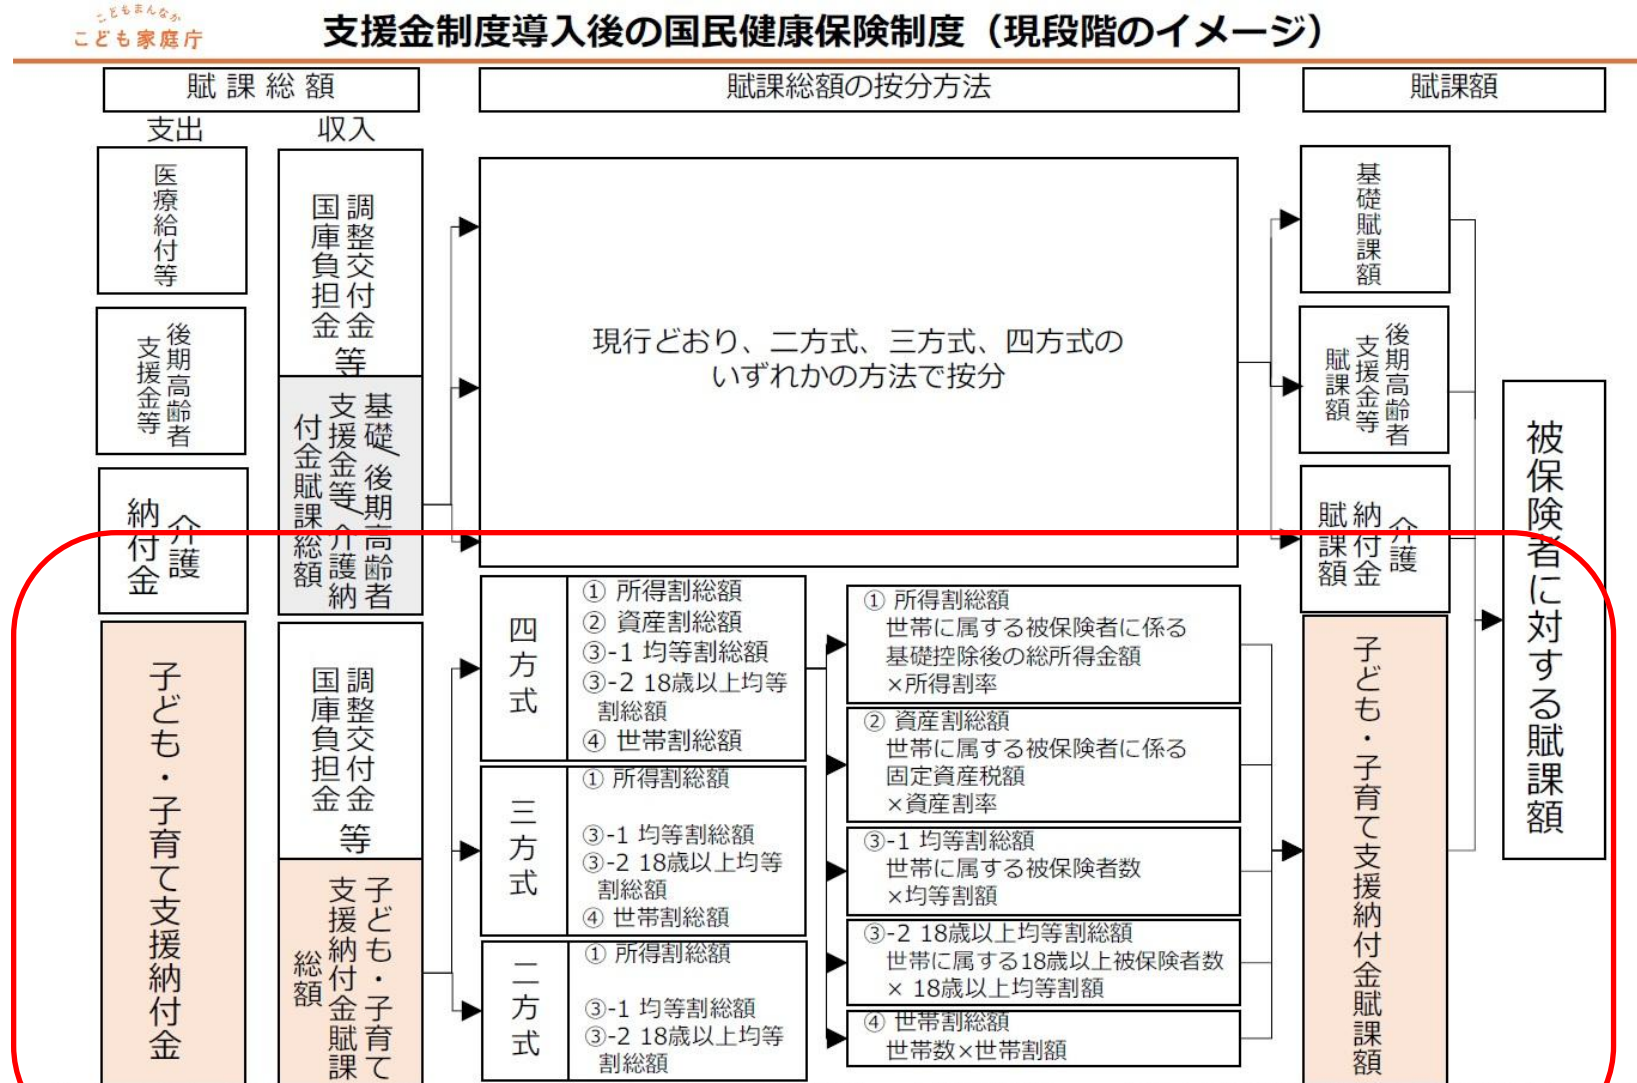 こどもまんなか
こども家庭庁
支援金制度導入後の国民健康保険制度（現段階のイメージ）
賦課総額
賦課総額の按分方法
賦課額
支出
収入
医療給付等
後期高齢者
支援金等
介護
納付金
調整交付金
国庫負担金
等
基礎/後期高齢者
支援金等/介護納
付金賦課総額
現行どおり、二方式、三方式、四方式の
いずれかの方法で按分
基礎賦課額
後期高齢者
支援金等
賦課額
介護
納付金
賦課額
被保険者に対する賦課額
子ども・子育て支援納付金
調整交付金
国庫負担金
等
子ども・子育て
支援納付金賦課
総額
四方式
① 所得割総額
② 資産割総額
③-1 均等割総額
③-2 18歳以上均等
割総額
④ 世帯割総額
三方式
① 所得割総額
③-1 均等割総額
③-2 18歳以上均等
割総額
④ 世帯割総額
二方式
① 所得割総額
③-1 均等割総額
③-2 18歳以上均等
割総額
① 所得割総額
世帯に属する被保険者に係る
基礎控除後の総所得金額
×所得割率
② 資産割総額
世帯に属する被保険者に係る
固定資産税額
×資産割率
③-1 均等割総額
世帯に属する被保険者数
×均等割額
③-2 18歳以上均等割総額
世帯に属する18歳以上被保険者数
× 18歳以上均等割額
④ 世帯割総額
世帯数×世帯割額
子ども・子育て支援納付金賦課額